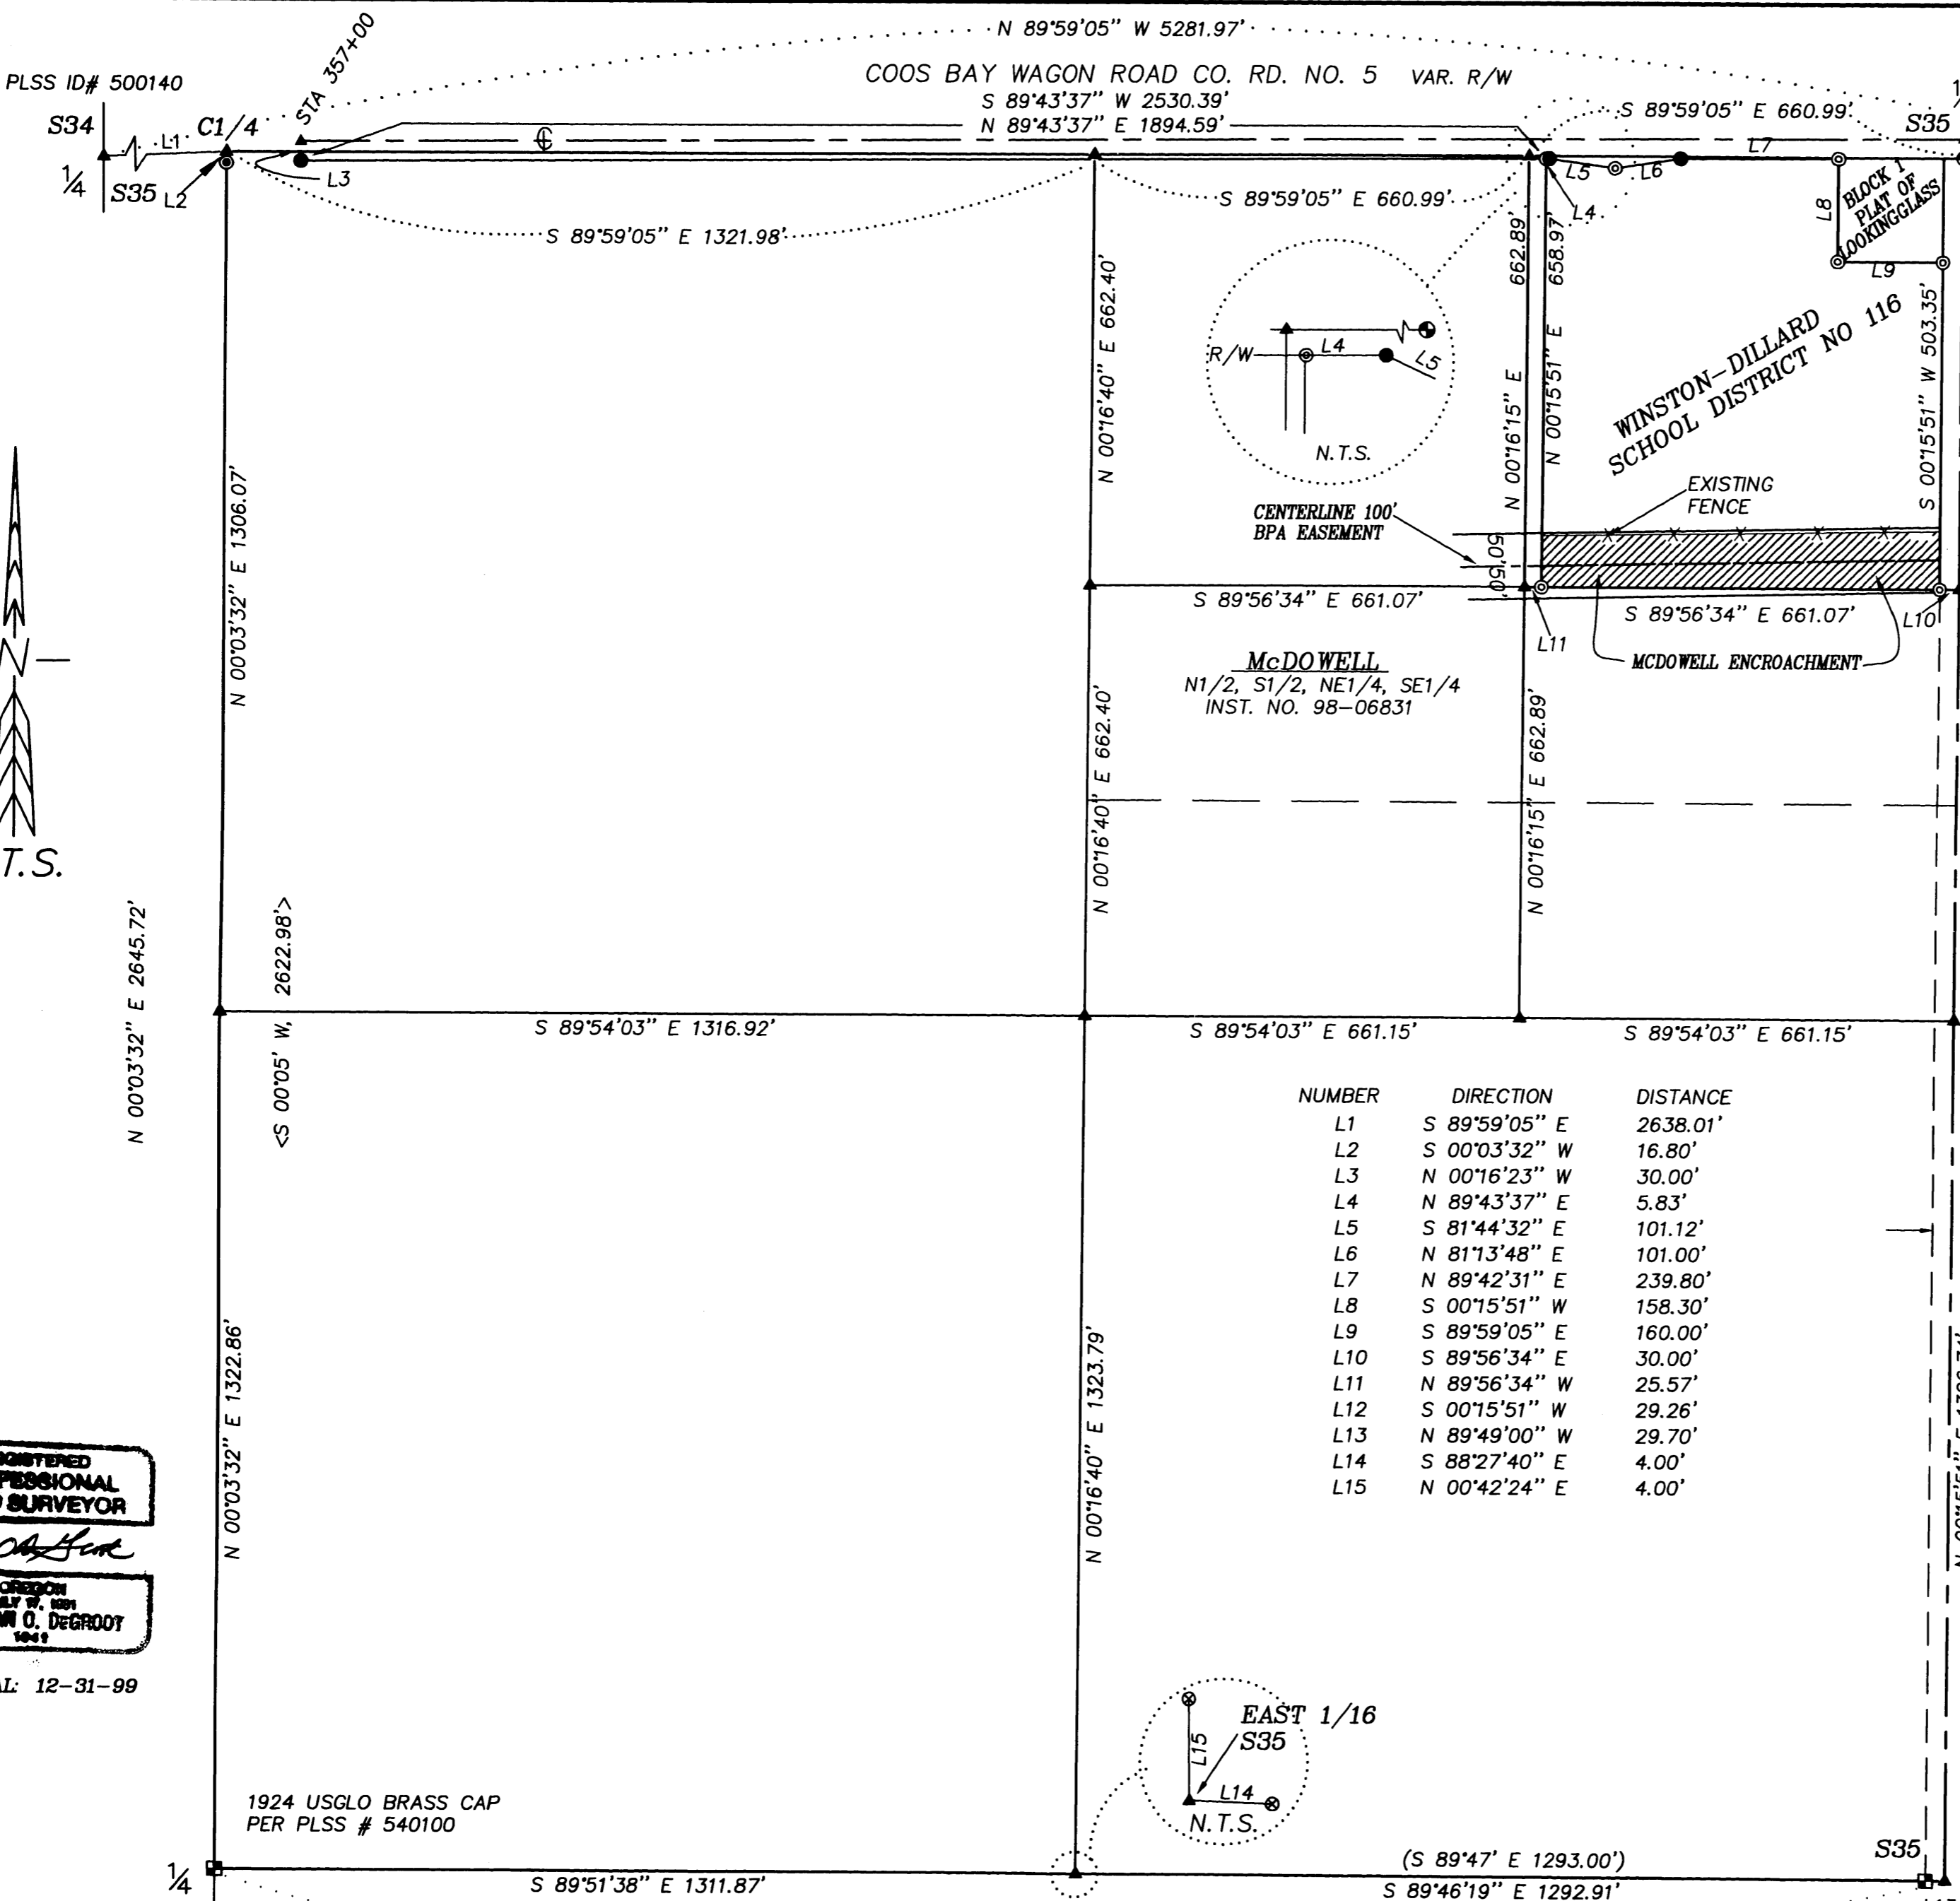 N 89°59'05" W 5281.97'
STA 357+00
PLSS ID# 500140
COOS BAY WAGON ROAD CO. RD. NO. 5 VAR. R/W
S 89°43'37" W 2530.39'
N 89°43'37" E 1894.59'
S 89°59'05" E 660.99'
S34
C1/4
L1
S35
L7
1/4
S35
L2
L3
L5
L6
L4
BLOCK 1
PLAT OF
LOOKINGGLASS
L8
L9
S 89°59'05" E 660.99'
S 89°59'05" E 1321.98'
N 00°16'40" E 662.40'
662.89'
N 00°16'15" E
658.97'
N 00°15'51" E
S 00°15'51" W 503.35'
WINSTON-DILLARD
SCHOOL DISTRICT NO 116
R/W
L4
L5
N.T.S.
EXISTING
FENCE
CENTERLINE 100'
BPA EASEMENT
50'
50'
N 00°03'32" E 1306.07'
N
T.S.
S 89°56'34" E 661.07'
S 89°56'34" E 661.07'
L10
L11
MCDOWELL ENCROACHMENT
McDOWELL
N1/2, S1/2, NE1/4, SE1/4
INST. NO. 98-06831
N 00°16'40" E 662.40'
N 00°16'15" E 662.89'
N 00°03'32" E 2645.72'
<S 00°05' W, 2622.98'>
S 89°54'03" E 1316.92'
S 89°54'03" E 661.15'
S 89°54'03" E 661.15'
NUMBER DIRECTION DISTANCE
L1 S 89°59'05" E 2638.01'
L2 S 00°03'32" W 16.80'
L3 N 00°16'23" W 30.00'
L4 N 89°43'37" E 5.83'
L5 S 81°44'32" E 101.12'
L6 N 81°13'48" E 101.00'
L7 N 89°42'31" E 239.80'
L8 S 00°15'51" W 158.30'
L9 S 89°59'05" E 160.00'
L10 S 89°56'34" E 30.00'
L11 N 89°56'34" W 25.57'
L12 S 00°15'51" W 29.26'
L13 N 89°49'00" W 29.70'
L14 S 88°27'40" E 4.00'
L15 N 00°42'24" E 4.00'
N 00°03'32" E 1322.86'
N 00°16'40" E 1323.79'
SURVEYOR
OREGON
O. DeGROOT
12-31-99
EAST 1/16
S35
L15
L14
N.T.S.
1924 USGLO BRASS CAP
PER PLSS # 540100
1/4
S 89°51'38" E 1311.87'
(S 89°47' E 1293.00')
S 89°46'19" E 1292.91'
S35